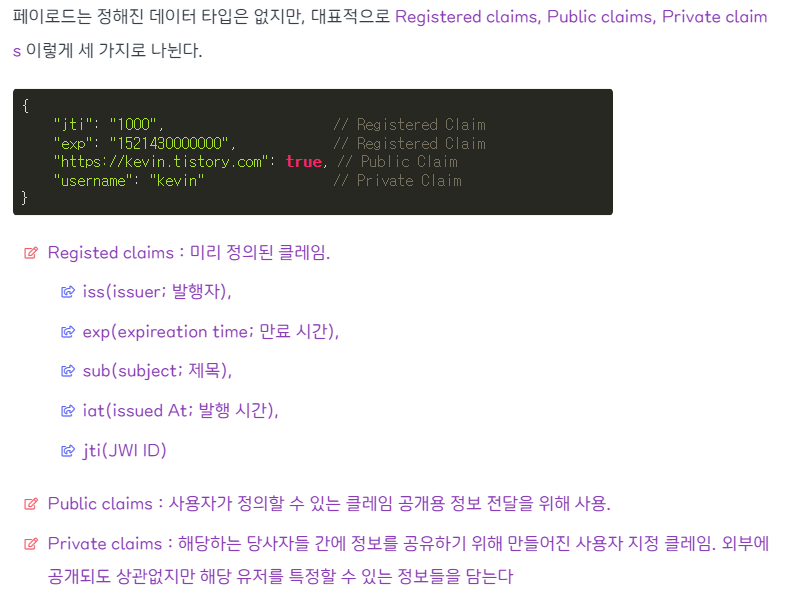 페이로드는 정해진 데이터 타입은 없지만, 대표적으로 Registered claims, Public claims, Private claim
s 이렇게 세 가지로 나뉜다.
{
"jti": "1000", // Registered Claim
"exp": "1521430000000", // Registered Claim
"https://kevin.tistory.com": true, // Public Claim
"username": "kevin" // Private Claim
}
Registed claims : 미리 정의된 클레임.
iss(issuer; 발행자),
exp(expireation time; 만료 시간),
sub(subject; 제목),
iat(issued At; 발행 시간),
jti(JWI ID)
Public claims : 사용자가 정의할 수 있는 클레임 공개용 정보 전달을 위해 사용.
Private claims : 해당하는 당사자들 간에 정보를 공유하기 위해 만들어진 사용자 지정 클레임. 외부에
공개되도 상관없지만 해당 유저를 특정할 수 있는 정보들을 담는다